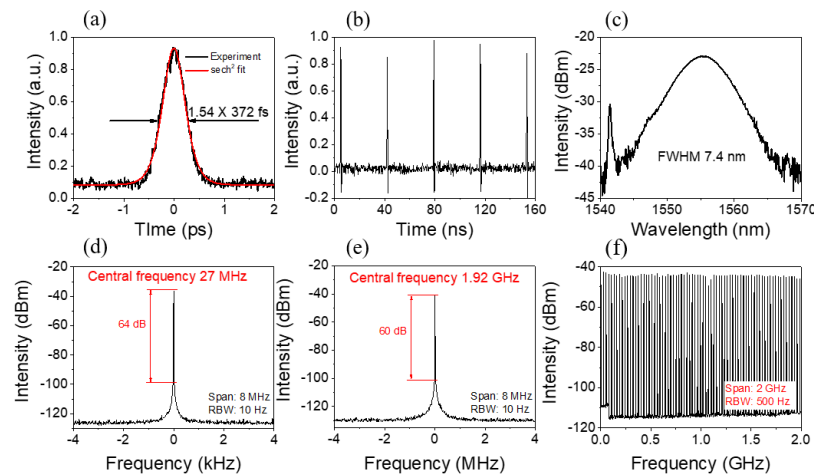 (a)
Intensity (a.u.)
1.0
0.8
0.6
0.4
0.2
0.0
Experiment
sech² fit
1.54 X 372 fs
-2 -1 0 1 2
TIme (ps)
(b)
Intensity (a.u.)
1.0
0.8
0.6
0.4
0.2
0.0
-0.2
0 40 80 120 160
Time (ns)
(c)
Intensity (dBm)
-20
-25
-30
-35
-40
-45
FWHM 7.4 nm
1540 1550 1560 1570
Wavelength (nm)
(d)
Intensity (dBm)
-20
-40
-60
-80
-100
-120
Central frequency 27 MHz
64 dB
Span: 8 MHz
RBW: 10 Hz
-4 -2 0 2 4
Frequency (kHz)
(e)
Intensity (dBm)
-20
-40
-60
-80
-100
-120
Central frequency 1.92 GHz
60 dB
Span: 8 MHz
RBW: 10 Hz
-4 -2 0 2 4
Frequency (MHz)
(f)
Intensity (dBm)
-40
-60
-80
-100
-120
Span: 2 GHz
RBW: 500 Hz
0.0 0.5 1.0 1.5 2.0
Frequency (GHz)